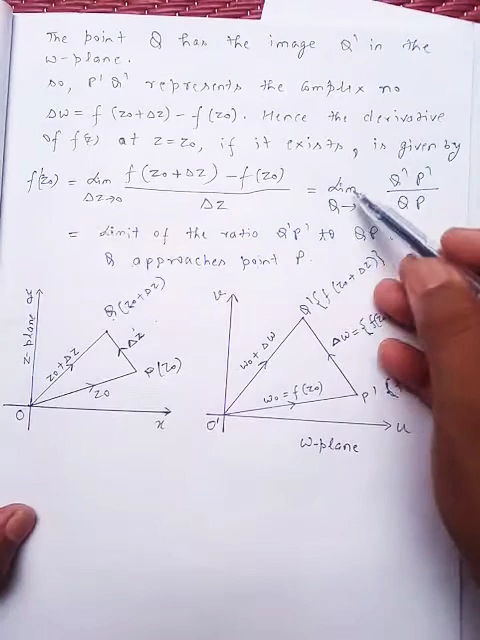 The point Q has the image Q' in the
w-plane.
so, P'Q' represents the complex no
Δw = f(z0+Δz) - f(z0). Hence the derivative
of f(z) at z=z0, if it exists, is given by
f'(z0) = lim Δz→0 f(z0+Δz) - f(z0) / Δz = lim Q→ Q'P' / QP
= limit of the ratio Q'P' to QP
Q approaches point P.
z-plane
Q(z0+Δz)
z0+Δz
Δz
P(z0)
z0
O
x
v
Q'{f(z0+Δz)}
w0+Δw
Δw={f(z0
w0=f(z0)
P'{f
O'
u
w-plane